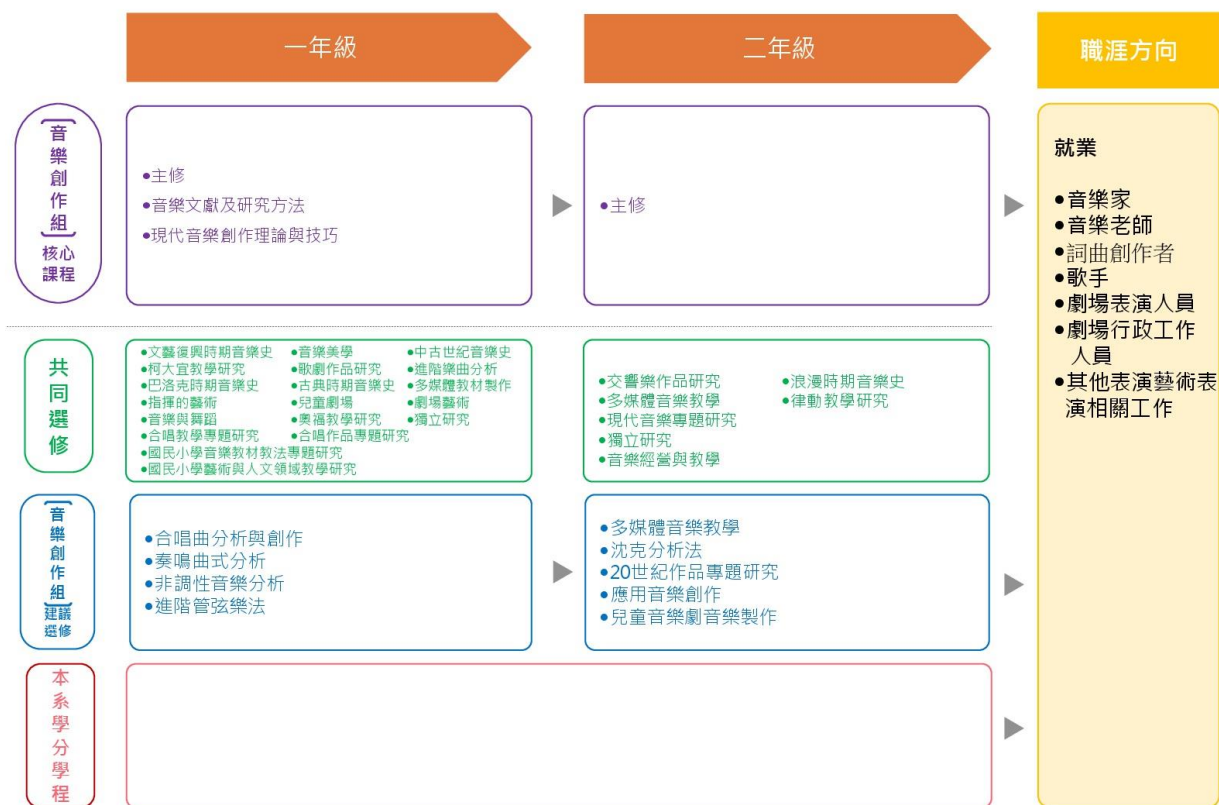 一年級
二年級
職涯方向
音樂創作組
核心
課程
●主修
●音樂文獻及研究方法
●現代音樂創作理論與技巧
●主修
共同選修
●文藝復興時期音樂史 ●音樂美學 ●中古世紀音樂史
●柯大宜教學研究 ●歌劇作品研究 ●進階樂曲分析
●巴洛克時期音樂史 ●古典時期音樂史 ●多媒體教材製作
●指揮的藝術 ●兒童劇場 ●劇場藝術
●音樂與舞蹈 ●奧福教學研究 ●獨立研究
●合唱教學專題研究 ●合唱作品專題研究
●國民小學音樂教材教法專題研究
●國民小學藝術與人文領域教學研究
●交響樂作品研究 ●浪漫時期音樂史
●多媒體音樂教學 ●律動教學研究
●現代音樂專題研究
●獨立研究
●音樂經營與教學
音樂創作組
建議
選修
●合唱曲分析與創作
●奏鳴曲式分析
●非調性音樂分析
●進階管弦樂法
●多媒體音樂教學
●沈克分析法
●20世紀作品專題研究
●應用音樂創作
●兒童音樂劇音樂製作
本系學分學程
就業
●音樂家
●音樂老師
●詞曲創作者
●歌手
●劇場表演人員
●劇場行政工作
人員
●其他表演藝術表
演相關工作